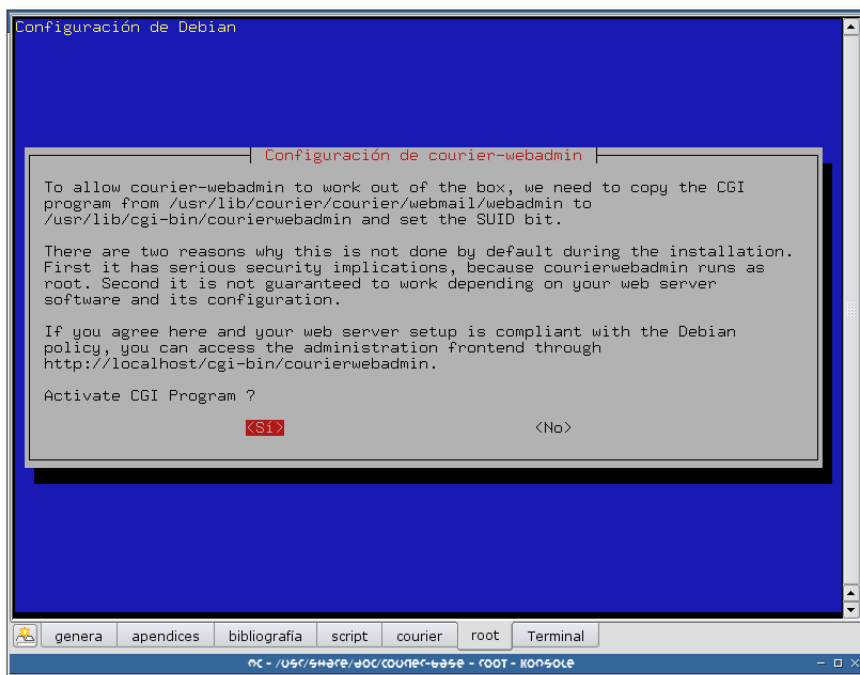 Configuración de Debian
Configuración de courier-webadmin
To allow courier-webadmin to work out of the box, we need to copy the CGI
program from /usr/lib/courier/courier/webmail/webadmin to
/usr/lib/cgi-bin/courierwebadmin and set the SUID bit.
There are two reasons why this is not done by default during the installation.
First it has serious security implications, because courierwebadmin runs as
root. Second it is not guaranteed to work depending on your web server
software and its configuration.
If you agree here and your web server setup is compliant with the Debian
policy, you can access the administration frontend through
http://localhost/cgi-bin/courierwebadmin.
Activate CGI Program ?
<Sí> <No>
genera apendices bibliografía script courier root Terminal
mc - /usr/share/doc/courier-base - root - Konsole